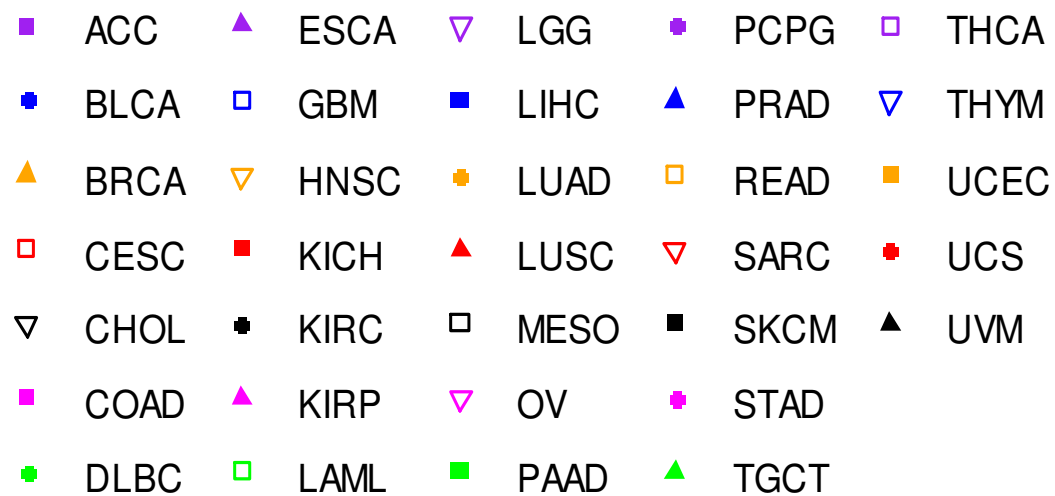 ACC ESCA LGG PCPG THCA
BLCA GBM LIHC PRAD THYM
BRCA HNSC LUAD READ UCEC
CESC KICH LUSC SARC UCS
CHOL KIRC MESO SKCM UVM
COAD KIRP OV STAD
DLBC LAML PAAD TGCT